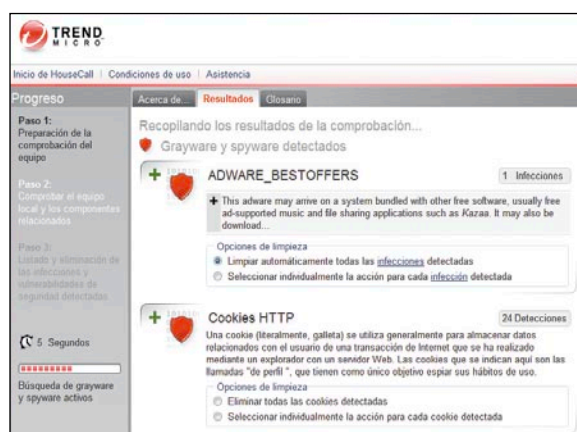 TREND
MICRO
Inicio de HouseCall | Condiciones de uso | Asistencia
Progreso
Paso 1:
Preparación de la
comprobación del
equipo
Paso 2:
Comprobar el equipo
local y los componentes
relacionados
Paso 3:
Listado y eliminación de
las infecciones y
vulnerabilidades de
seguridad detectadas
5 Segundos
Búsqueda de grayware
y spyware activos
Acerca de... Resultados Glosario
Recopilando los resultados de la comprobación...
Grayware y spyware detectados
ADWARE_BESTOFFERS 1 Infecciones
This adware may arrive on a system bundled with other free software, usually free
ad-supported music and file sharing applications such as Kazaa. It may also be
download...
Opciones de limpieza
Limpiar automáticamente todas las infecciones detectadas
Seleccionar individualmente la acción para cada infección detectada
Cookies HTTP 24 Detecciones
Una cookie (literalmente, galleta) se utiliza generalmente para almacenar datos
relacionados con el usuario de una transacción de Internet que se ha realizado
mediante un explorador con un servidor Web. Las cookies que se indican aquí son las
llamadas "de perfil ", que tienen como único objetivo espiar sus hábitos de uso.
Opciones de limpieza
Eliminar todas las cookies detectadas
Seleccionar individualmente la acción para cada cookie detectada